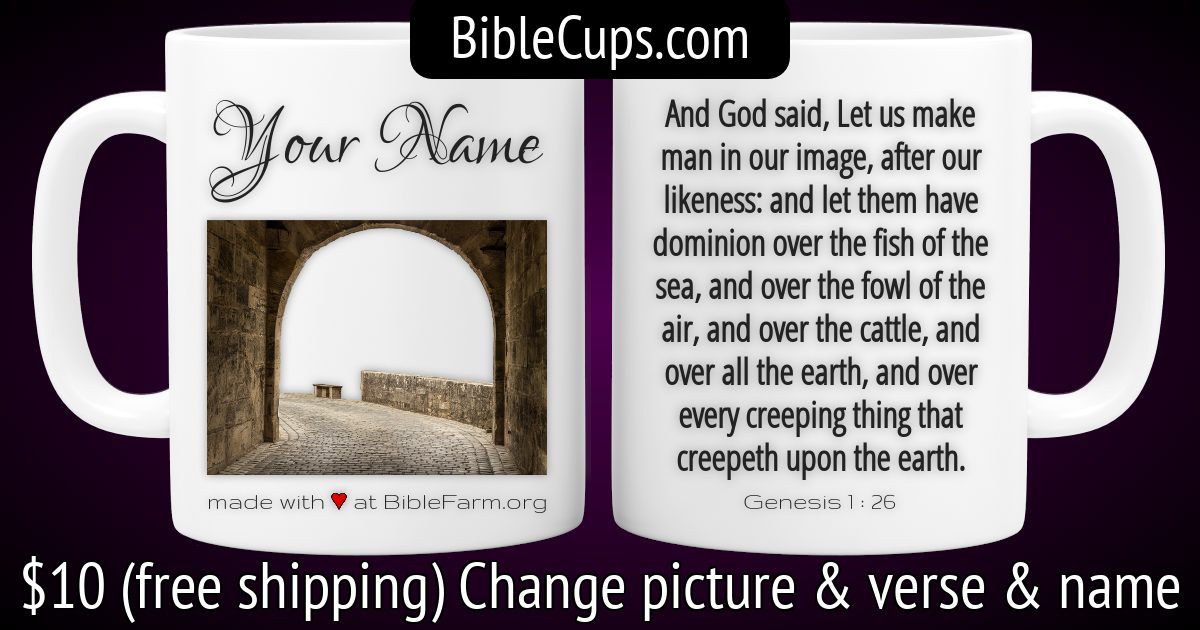 BibleCups.com
Your Name
made with ♥ at BibleFarm.org
And God said, Let us make
man in our image, after our
likeness: and let them have
dominion over the fish of the
sea, and over the fowl of the
air, and over the cattle, and
over all the earth, and over
every creeping thing that
creepeth upon the earth.
Genesis 1 : 26
$10 (free shipping) Change picture & verse & name